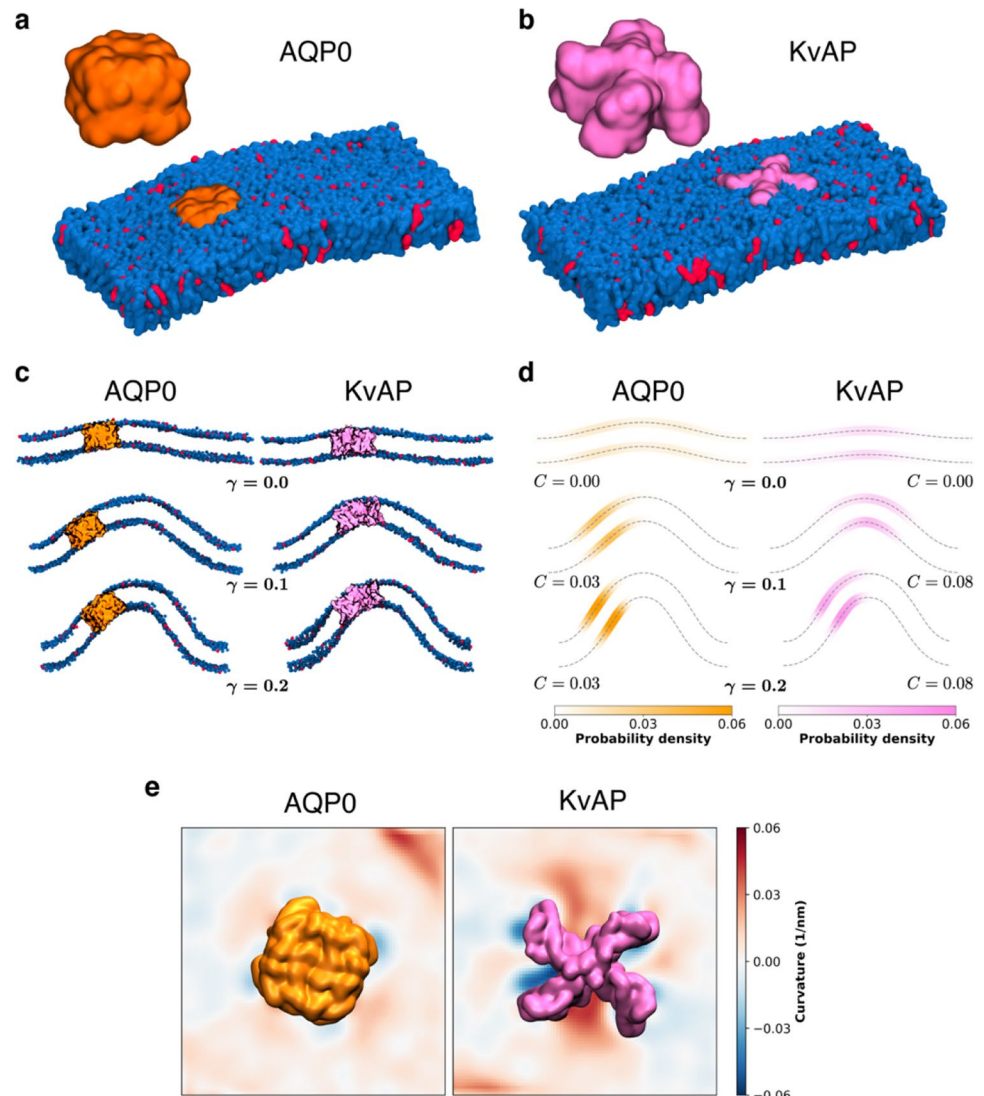 a
AQP0
b
KvAP
c
AQP0 KvAP
γ = 0.0
γ = 0.1
γ = 0.2
d
AQP0 KvAP
C = 0.00 γ = 0.0 C = 0.00
C = 0.03 γ = 0.1 C = 0.08
C = 0.03 γ = 0.2 C = 0.08
0.00 0.03 0.06 0.00 0.03 0.06
Probability density Probability density
e
AQP0 KvAP
0.06
0.03
0.00
−0.03
−0.06
Curvature (1/nm)